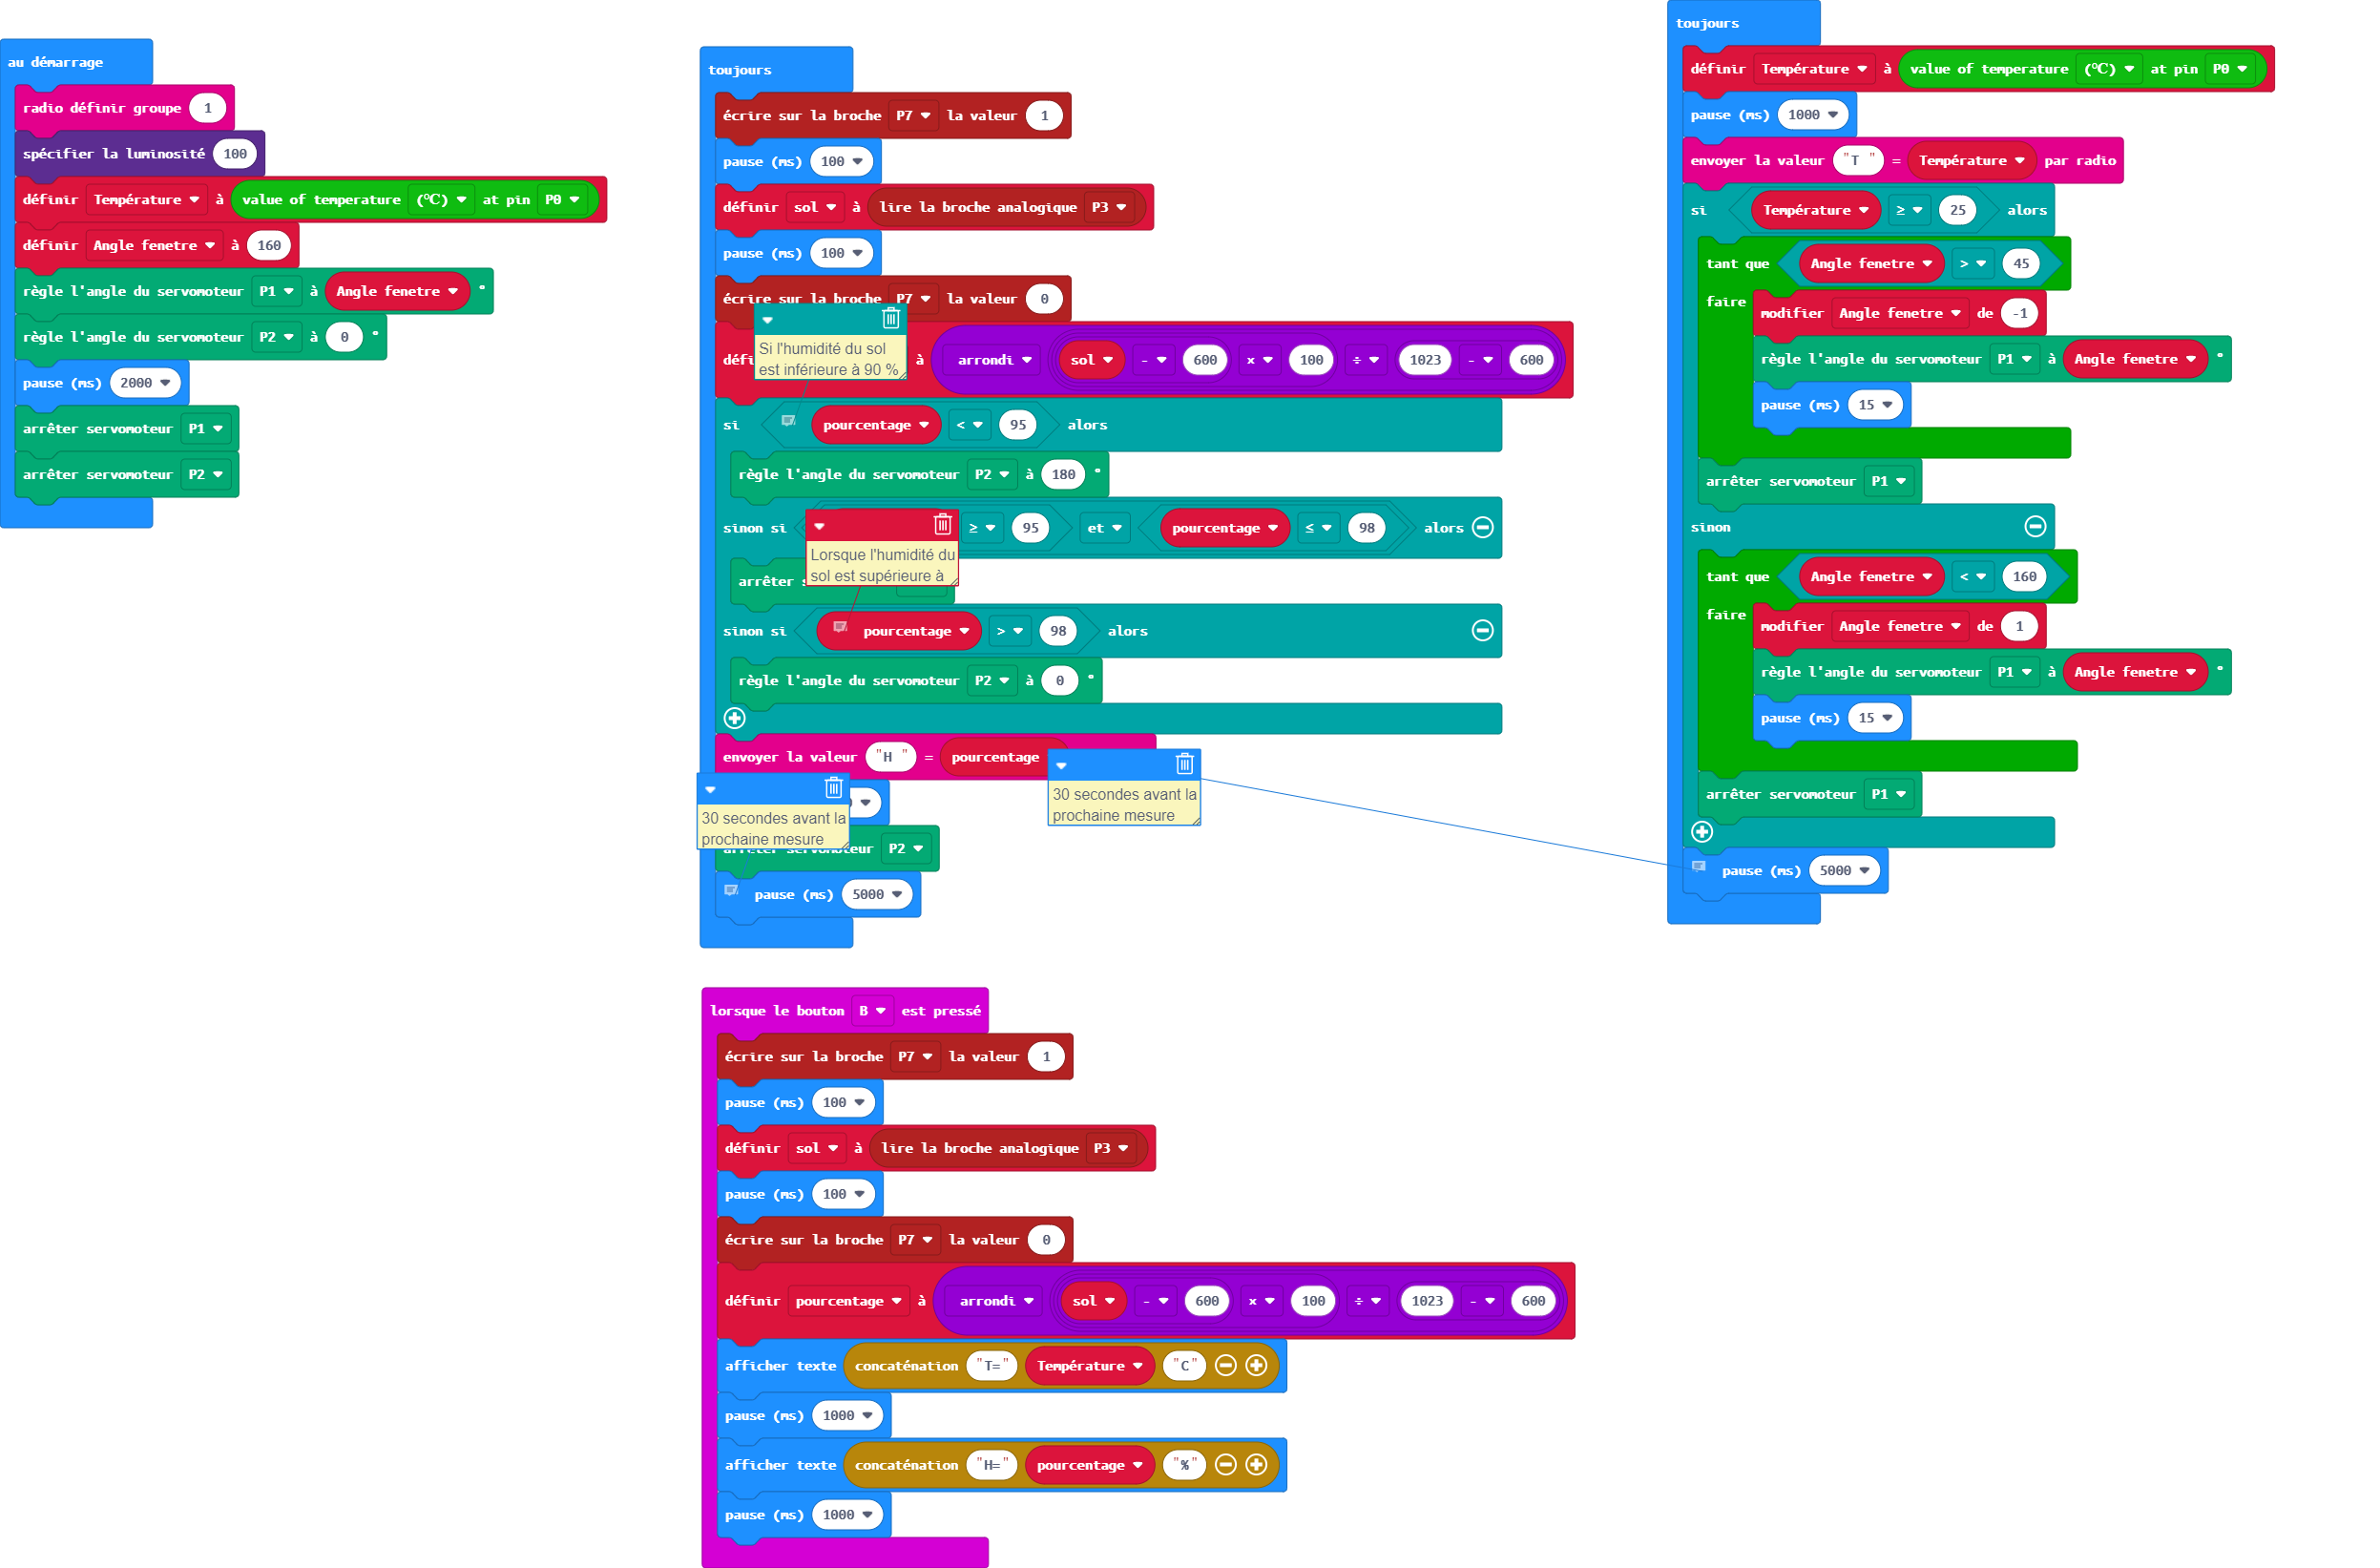 au démarrage
radio définir groupe 1
spécifier la luminosité 100
définir Température à value of temperature (℃) at pin P0
définir Angle fenetre à 160
règle l'angle du servomoteur P1 à Angle fenetre °
règle l'angle du servomoteur P2 à 0 °
pause (ms) 2000
arrêter servomoteur P1
arrêter servomoteur P2
toujours
écrire sur la broche P7 la valeur 1
pause (ms) 100
définir sol à lire la broche analogique P3
pause (ms) 100
écrire sur la broche P7 la valeur 0
Si l'humidité du sol
est inférieure à 90 %
à arrondi sol - 600 x 100 ÷ 1023 - 600
si pourcentage < 95 alors
règle l'angle du servomoteur P2 à 180 °
sinon si ≥ 95 et pourcentage ≤ 98 alors
Lorsque l'humidité du
sol est supérieure à
arrêter
sinon si pourcentage > 98 alors
règle l'angle du servomoteur P2 à 0 °
envoyer la valeur "H " = pourcentage
30 secondes avant la
prochaine mesure
30 secondes avant la
prochaine mesure
servomoteur P2
pause (ms) 5000
toujours
définir Température à value of temperature (℃) at pin P0
pause (ms) 1000
envoyer la valeur "T " = Température par radio
si Température ≥ 25 alors
tant que Angle fenetre > 45
faire modifier Angle fenetre de -1
règle l'angle du servomoteur P1 à Angle fenetre °
pause (ms) 15
arrêter servomoteur P1
sinon
tant que Angle fenetre < 160
faire modifier Angle fenetre de 1
règle l'angle du servomoteur P1 à Angle fenetre °
pause (ms) 15
arrêter servomoteur P1
pause (ms) 5000
lorsque le bouton B est pressé
écrire sur la broche P7 la valeur 1
pause (ms) 100
définir sol à lire la broche analogique P3
pause (ms) 100
écrire sur la broche P7 la valeur 0
définir pourcentage à arrondi sol - 600 x 100 ÷ 1023 - 600
afficher texte concaténation "T=" Température "C"
pause (ms) 1000
afficher texte concaténation "H=" pourcentage "%"
pause (ms) 1000